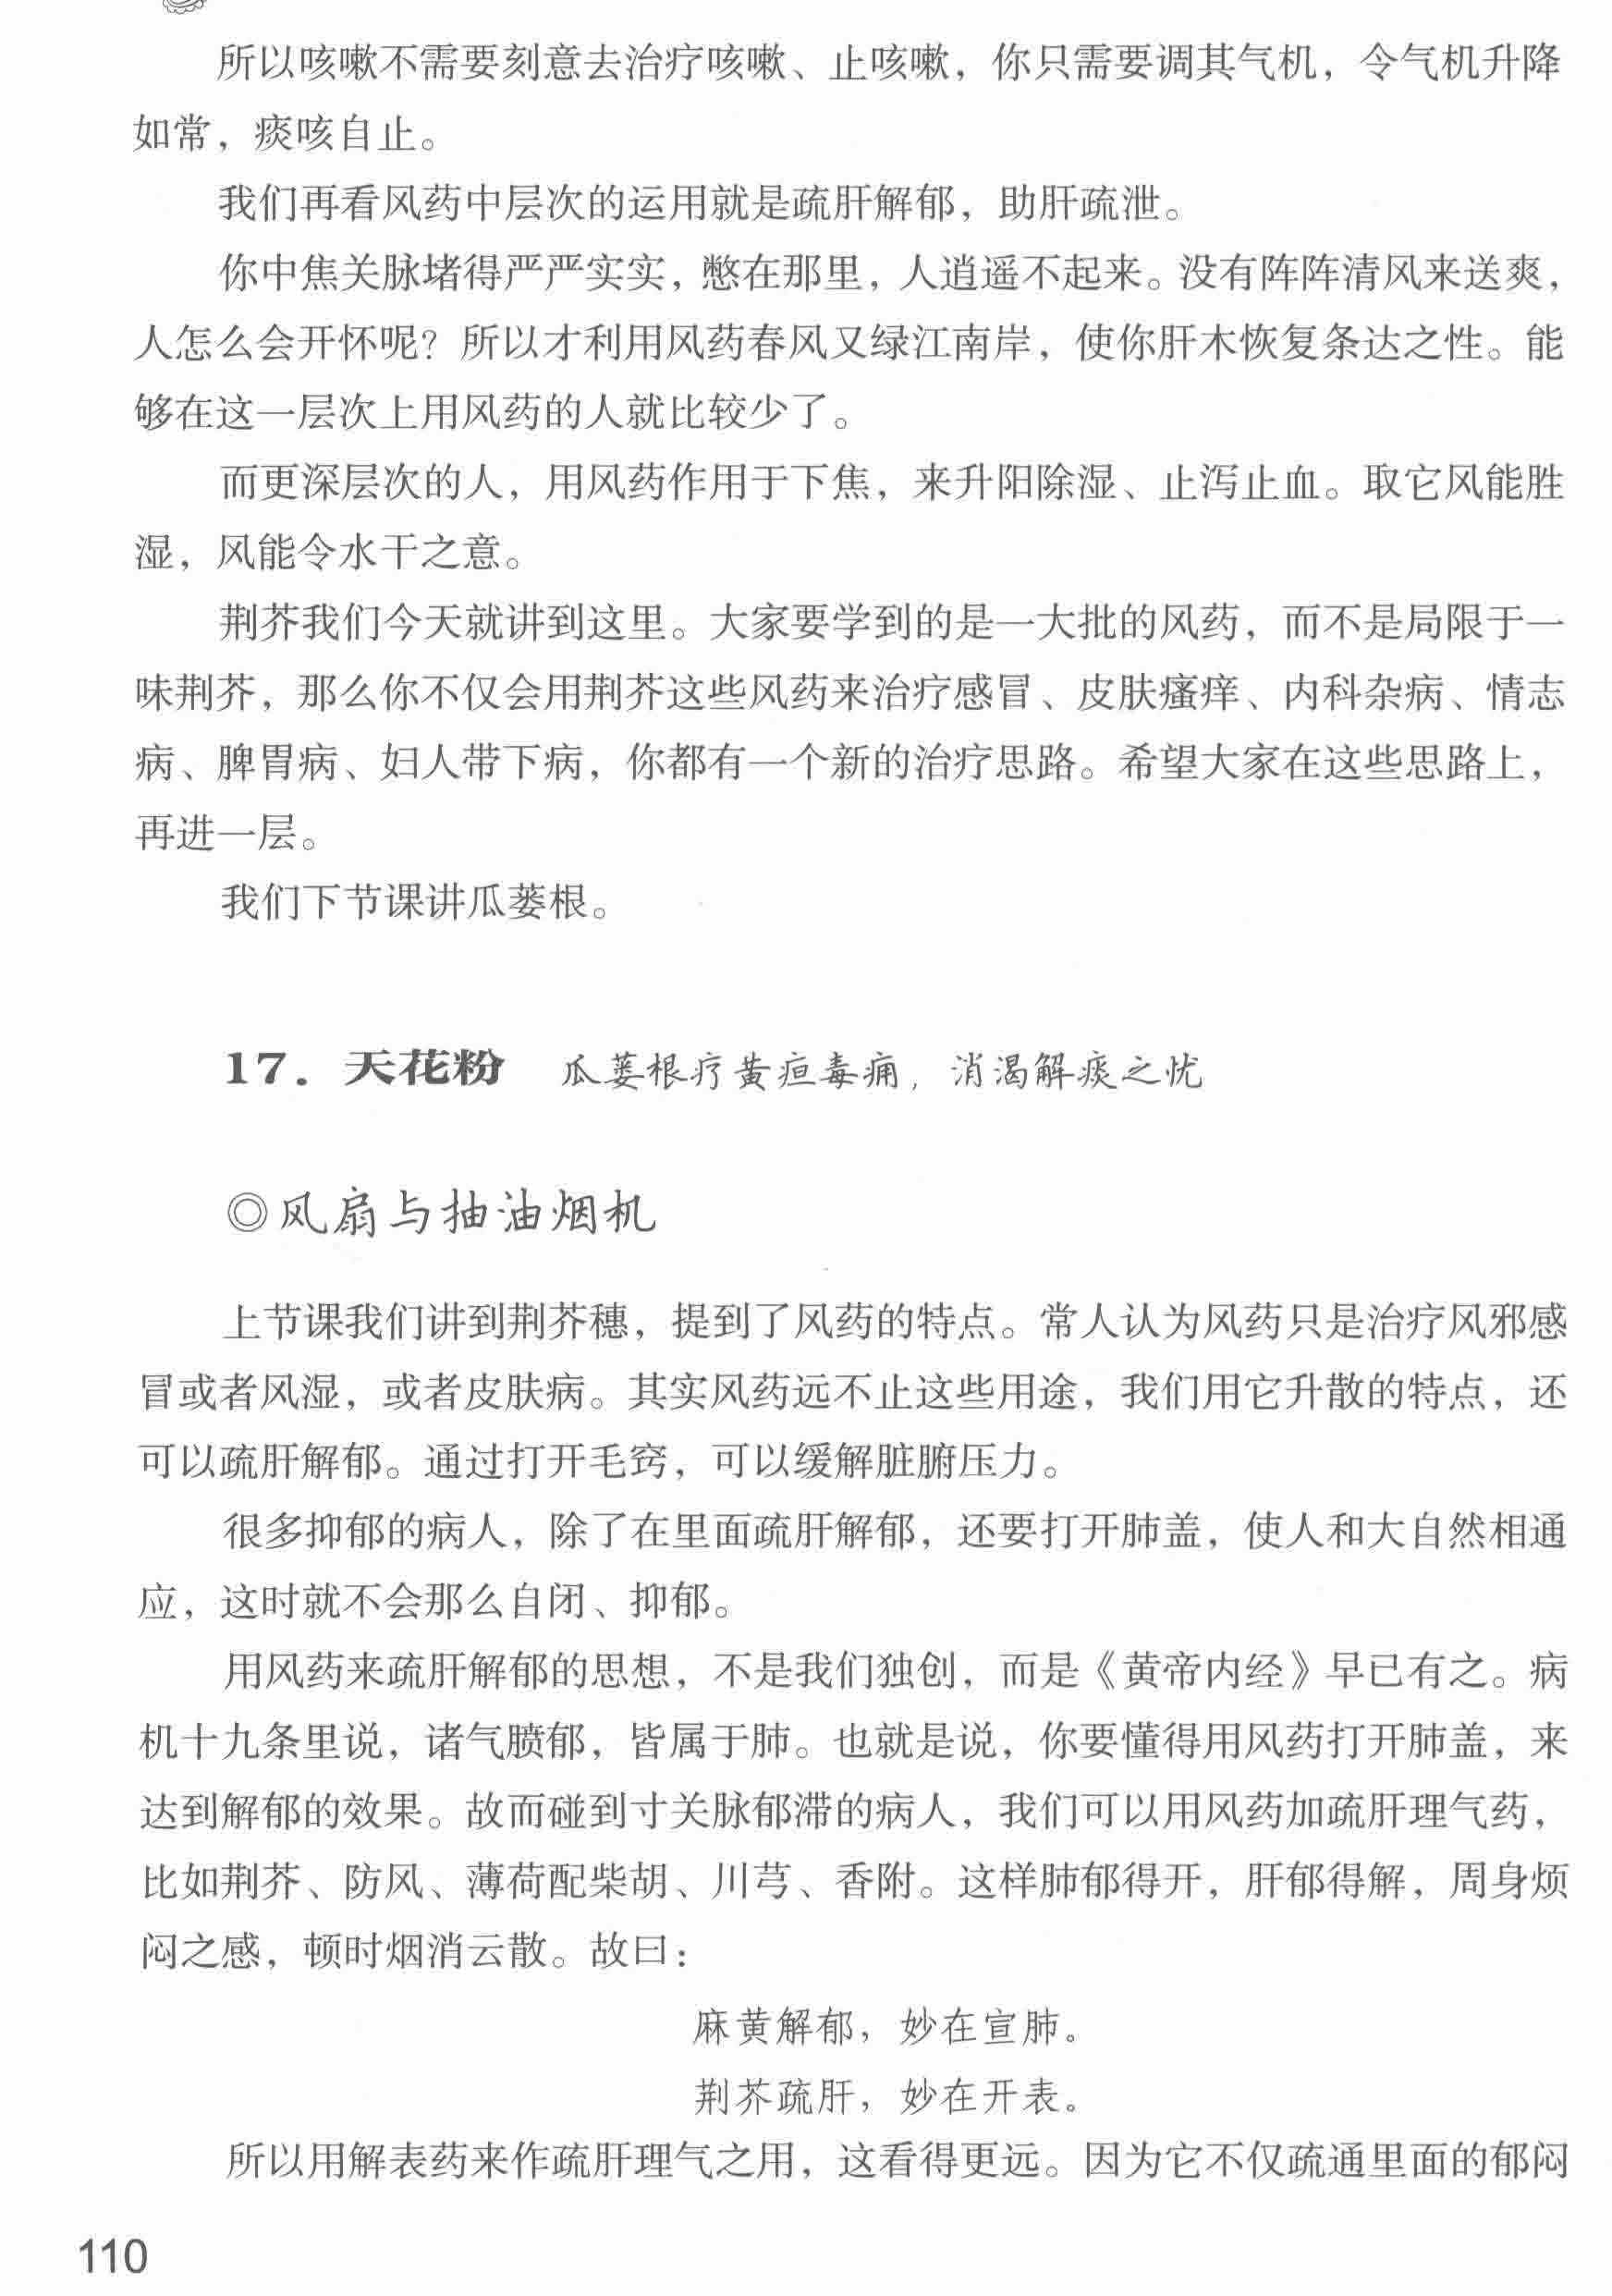 所以咳嗽不需要刻意去治疗咳嗽、止咳嗽，你只需要调其气机，令气机升降
如常，痰咳自止。
我们再看风药中层次的运用就是疏肝解郁，助肝疏泄。
你中焦关脉堵得严严实实，憋在那里，人逍遥不起来。没有阵阵清风来送爽，
人怎么会开怀呢？所以才利用风药春风又绿江南岸，使你肝木恢复条达之性。能
够在这一层次上用风药的人就比较少了。
而更深层次的人，用风药作用于下焦，来升阳除湿、止泻止血。取它风能胜
湿，风能令水干之意。
荆芥我们今天就讲到这里。大家要学到的是一大批的风药，而不是局限于一
味荆芥，那么你不仅会用荆芥这些风药来治疗感冒、皮肤瘙痒、内科杂病、情志
病、脾胃病、妇人带下病，你都有一个新的治疗思路。希望大家在这些思路上，
再进一层。
我们下节课讲瓜蒌根。
17．天花粉 瓜蒌根疗黄疸毒痈，消渴解痰之忧
◎风扇与抽油烟机
上节课我们讲到荆芥穗，提到了风药的特点。常人认为风药只是治疗风邪感
冒或者风湿，或者皮肤病。其实风药远不止这些用途，我们用它升散的特点，还
可以疏肝解郁。通过打开毛窍，可以缓解脏腑压力。
很多抑郁的病人，除了在里面疏肝解郁，还要打开肺盖，使人和大自然相通
应，这时就不会那么自闭、抑郁。
用风药来疏肝解郁的思想，不是我们独创，而是《黄帝内经》早已有之。病
机十九条里说，诸气膹郁，皆属于肺。也就是说，你要懂得用风药打开肺盖，来
达到解郁的效果。故而碰到寸关脉郁滞的病人，我们可以用风药加疏肝理气药，
比如荆芥、防风、薄荷配柴胡、川芎、香附。这样肺郁得开，肝郁得解，周身烦
闷之感，顿时烟消云散。故曰：
麻黄解郁，妙在宣肺。
荆芥疏肝，妙在开表。
所以用解表药来作疏肝理气之用，这看得更远。因为它不仅疏通里面的郁闷
110